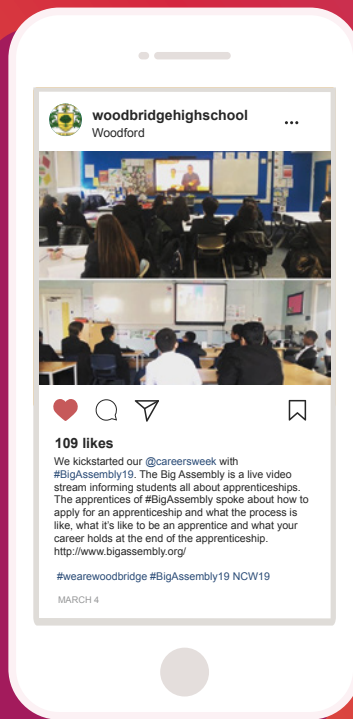 woodbridgehighschool
Woodford
109 likes
We kickstarted our @careersweek with
#BigAssembly19. The Big Assembly is a live video
stream informing students all about apprenticeships.
The apprentices of #BigAssembly spoke about how to
apply for an apprenticeship and what the process is
like, what it's like to be an apprentice and what your
career holds at the end of the apprenticeship.
http://www.bigassembly.org/
#wearewoodbridge #BigAssembly19 NCW19
MARCH 4